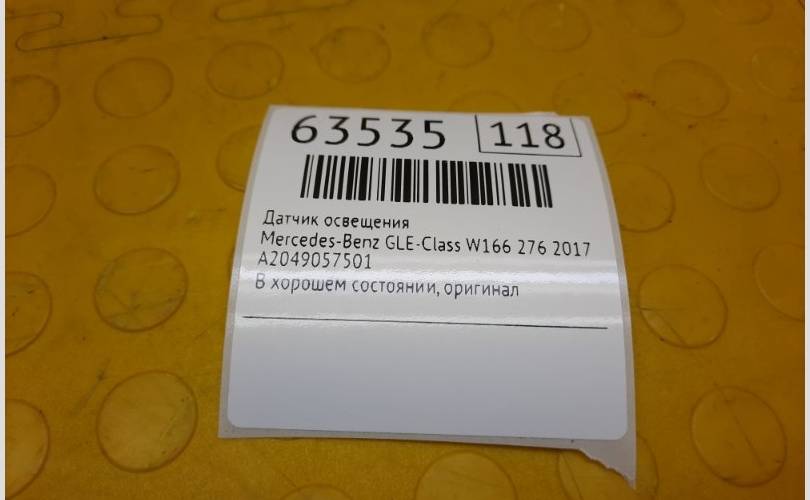 63535 118
Датчик освещения
Mercedes-Benz GLE-Class W166 276 2017
A2049057501
В хорошем состоянии, оригинал